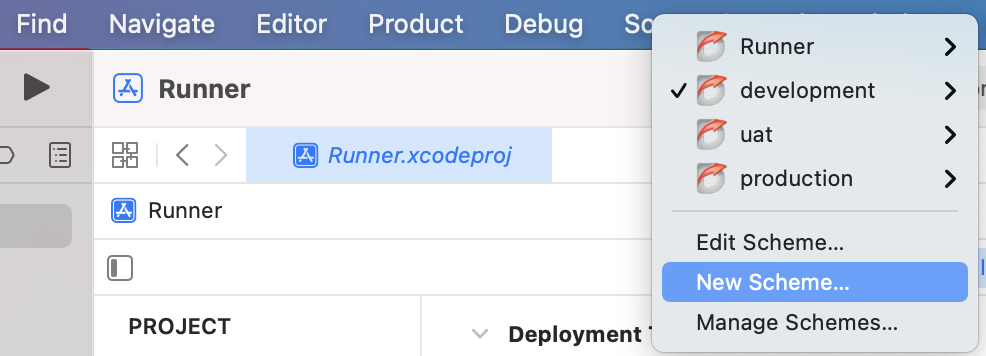 Find Navigate Editor Product Debug
Runner
Runner
development
uat
production
Runner.xcodeproj
Runner
Edit Scheme...
New Scheme...
Manage Schemes...
PROJECT
Deployment